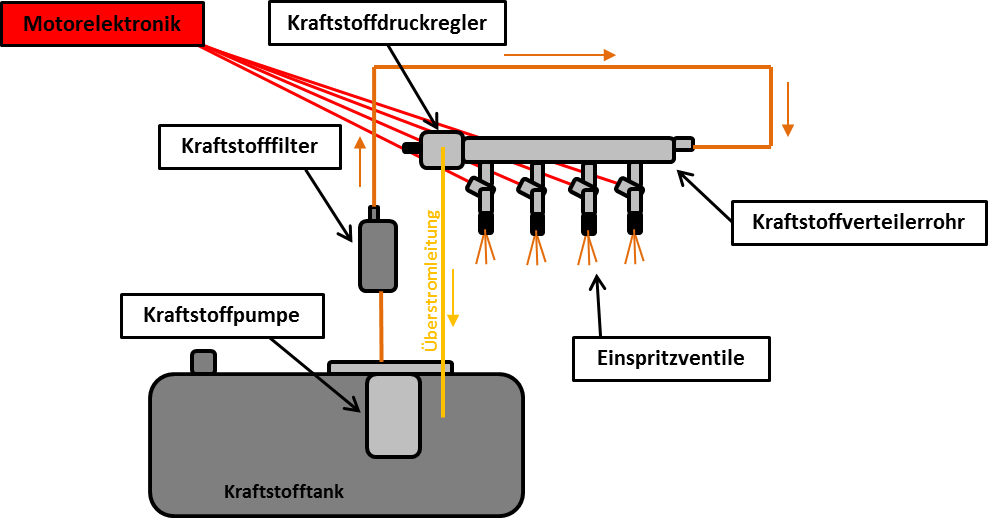 Motorelektronik
Kraftstoffdruckregler
Kraftstofffilter
Kraftstoffverteilerrohr
Überstromleitung
Kraftstoffpumpe
Einspritzventile
Kraftstofftank